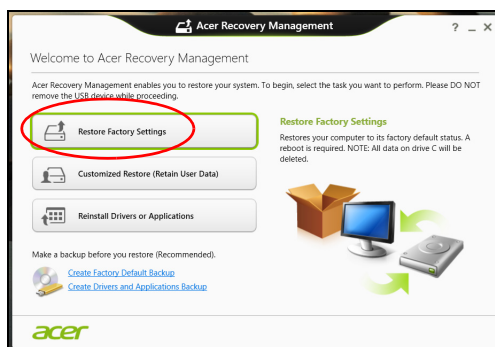 Acer Recovery Management
? _ X
Welcome to Acer Recovery Management
Acer Recovery Management enables you to restore your system. To begin, select the task you want to perform. Please DO NOT
remove the USB device while proceeding.
Restore Factory Settings
Customized Restore (Retain User Data)
Reinstall Drivers or Applications
Restore Factory Settings
Restores your computer to its factory default status. A
reboot is required. NOTE: All data on drive C will be
deleted.
Make a backup before you restore (Recommended).
Create Factory Default Backup
Create Drivers and Applications Backup
acer